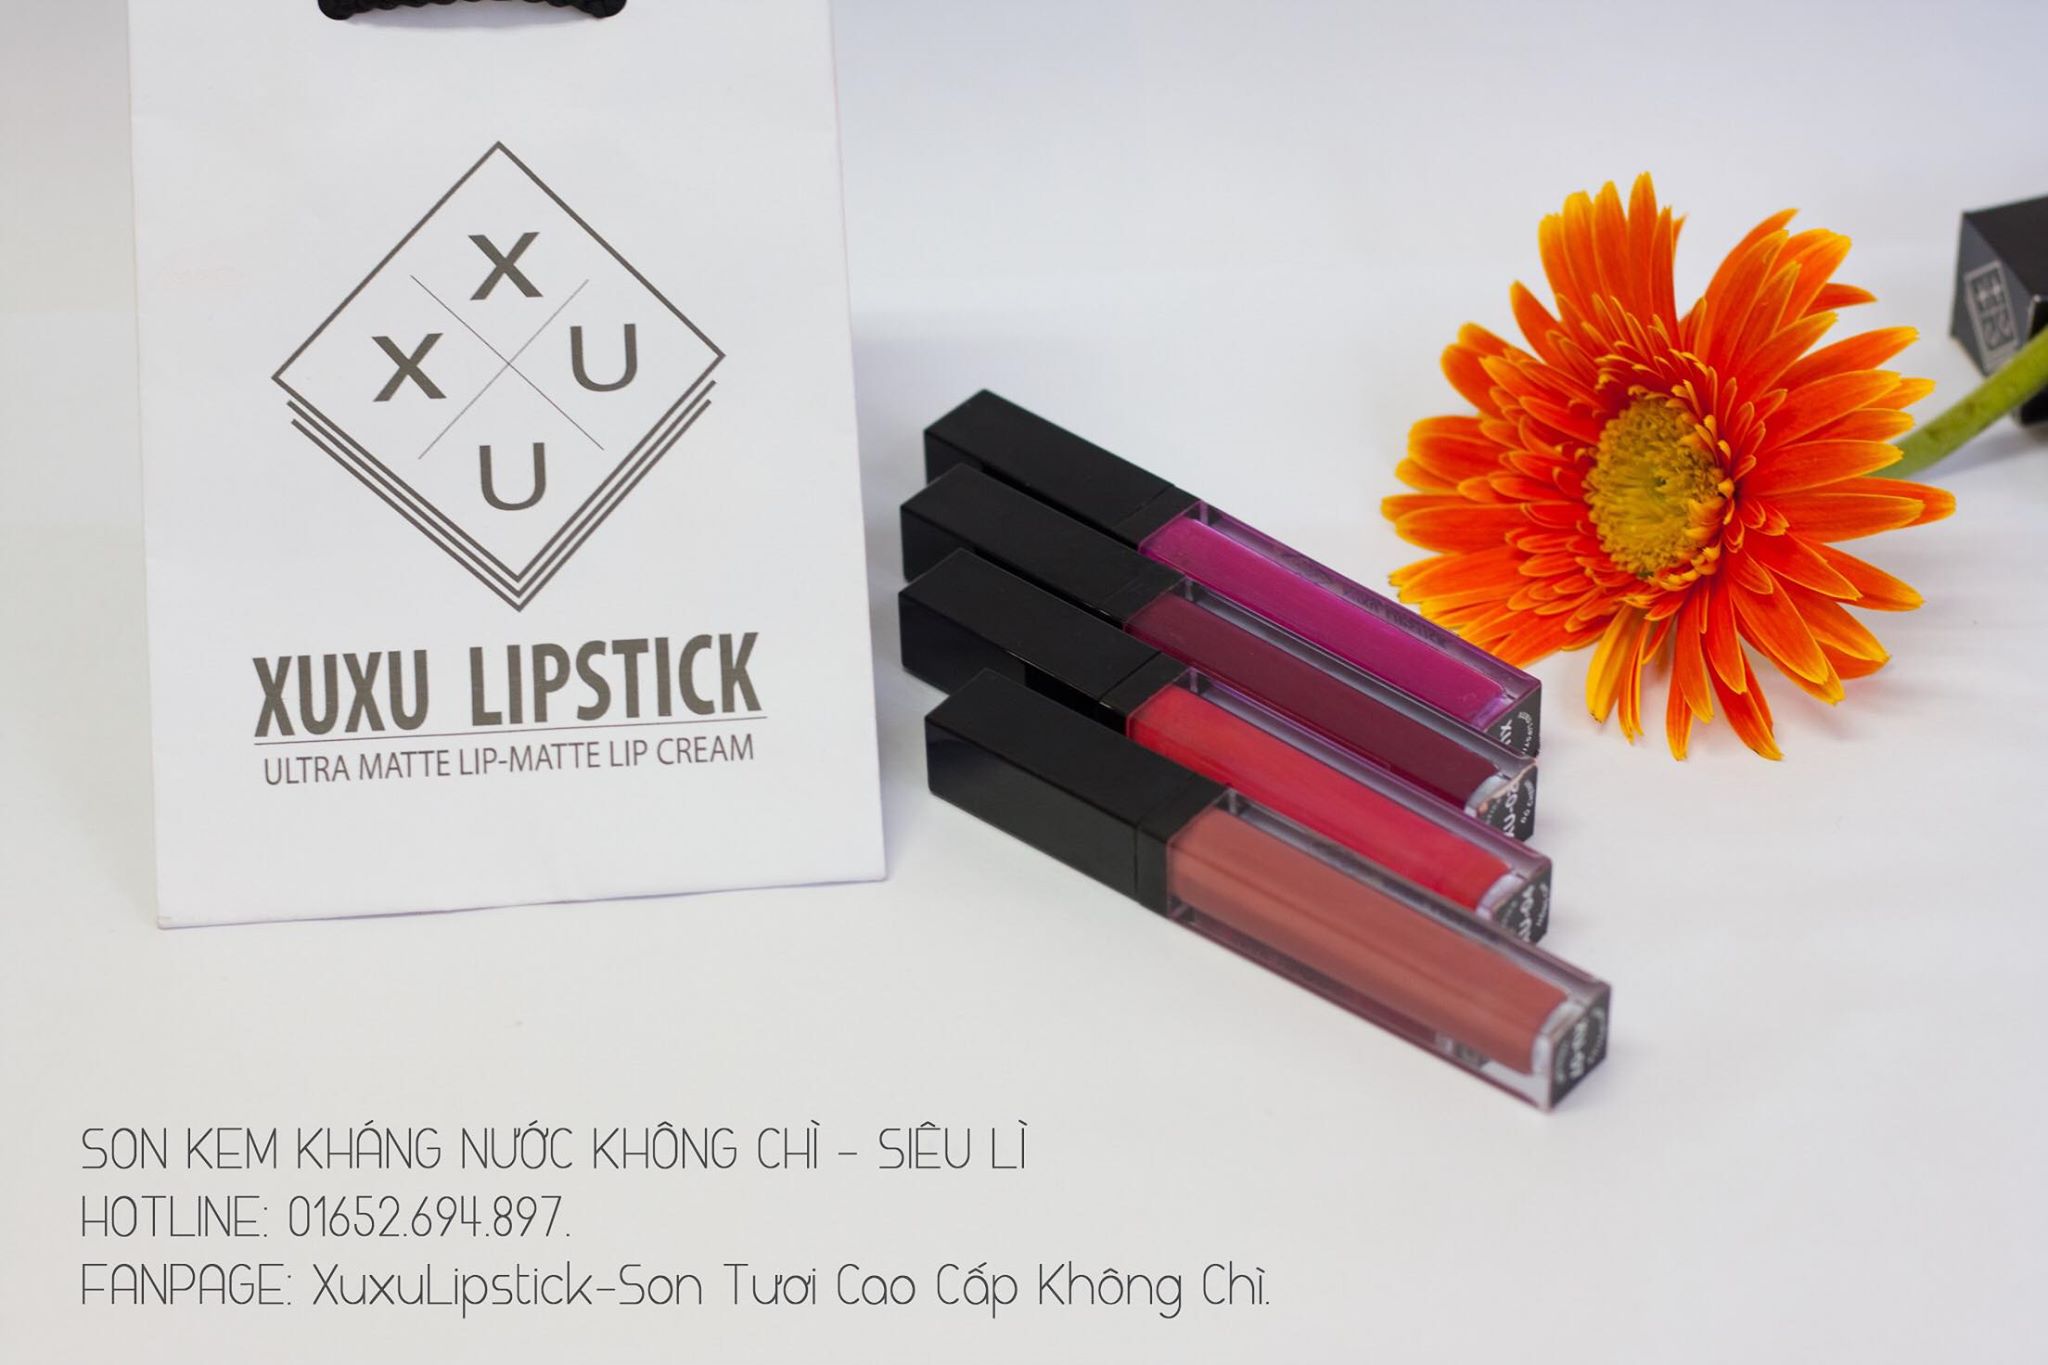 X
X U
U
XUXU LIPSTICK
ULTRA MATTE LIP-MATTE LIP CREAM
SON KEM KHÁNG NƯỚC KHÔNG CHÌ - SIÊU LÌ
HOTLINE: 01652.694.897.
FANPAGE: XuxuLipstick-Son Tươi Cao Cấp Không Chì.